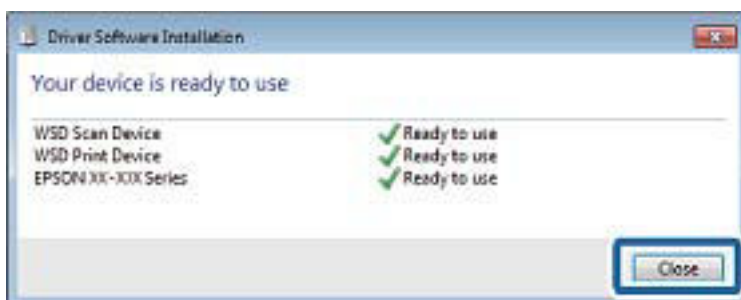 Driver Software Installation
Your device is ready to use
WSD Scan Device Ready to use
WSD Print Device Ready to use
EPSON XX-XXX Series Ready to use
Close